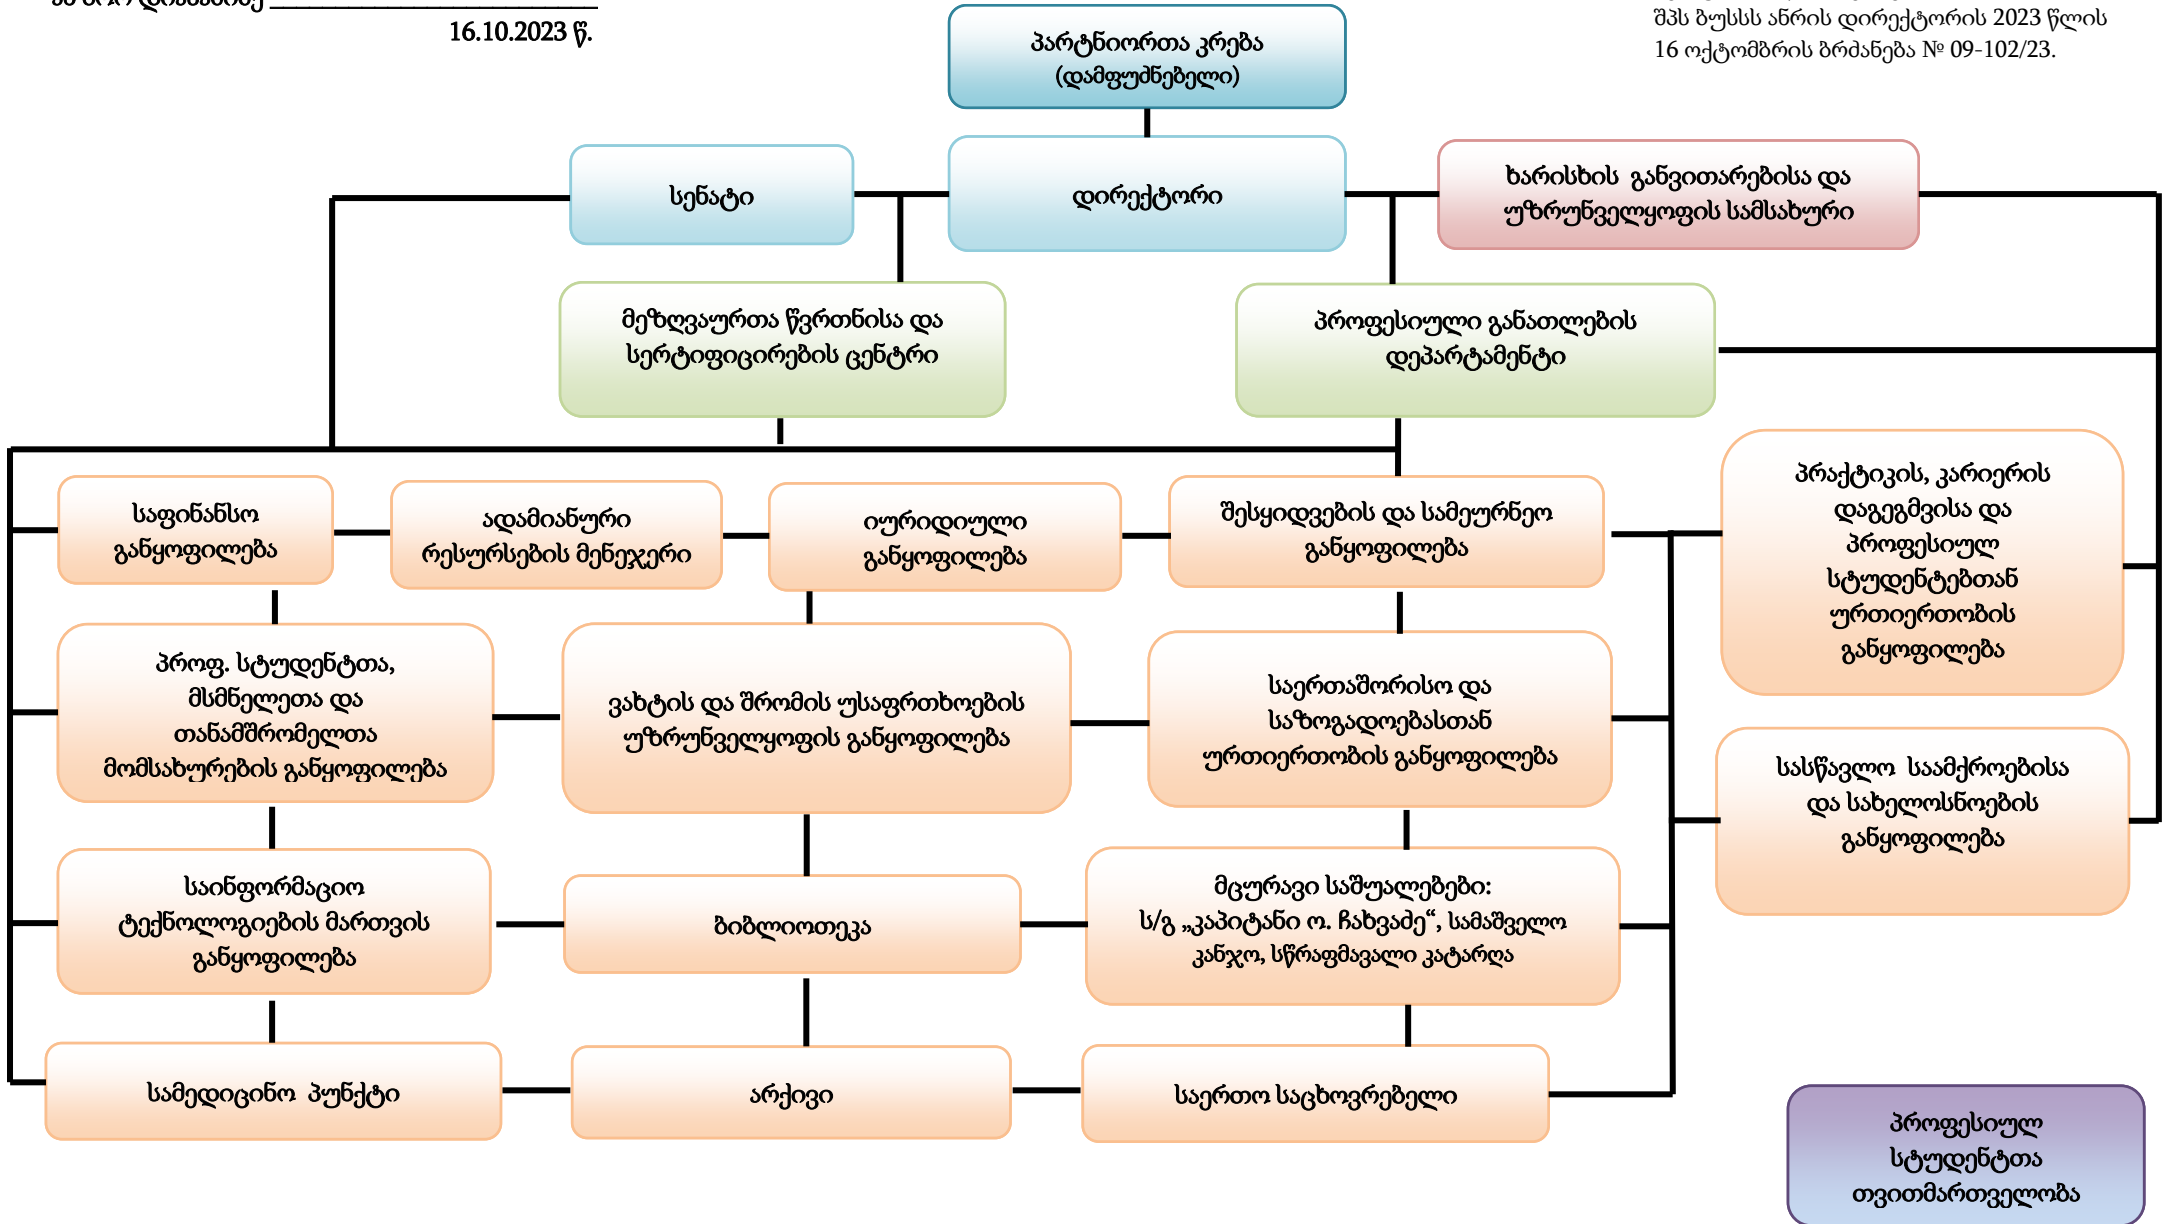 16.10.2023 წ.
შპს ბუსსს ანრის დირექტორის 2023 წლის
16 ოქტომბრის ბრძანება № 09-102/23.
პარტნიორთა კრება
(დამფუძნებელი)
სენატი
დირექტორი
ხარისხის განვითარებისა და
უზრუნველყოფის სამსახური
მეზღვაურთა წვრთნისა და
სერტიფიცირების ცენტრი
პროფესიული განათლების
დეპარტამენტი
საფინანსო
განყოფილება
ადამიანური
რესურსების მენეჯერი
იურიდიული
განყოფილება
შესყიდვების და სამეურნეო
განყოფილება
პრაქტიკის, კარიერის
დაგეგმვისა და
პროფესიულ
სტუდენტებთან
ურთიერთობის
განყოფილება
პროფ. სტუდენტთა,
მსმნელეთა და
თანამშრომელთა
მომსახურების განყოფილება
ვახტის და შრომის უსაფრთხოების
უზრუნველყოფის განყოფილება
საერთაშორისო და
საზოგადოებასთან
ურთიერთობის განყოფილება
სასწავლო საამქროებისა
და სახელოსნოების
განყოფილება
საინფორმაციო
ტექნოლოგიების მართვის
განყოფილება
ბიბლიოთეკა
მცურავი საშუალებები:
ს/გ „კაპიტანი ო. ჩახვაძე“, სამაშველო
კანჯო, სწრაფმავალი კატარღა
სამედიცინო პუნქტი
არქივი
საერთო საცხოვრებელი
პროფესიულ
სტუდენტთა
თვითმართველობა